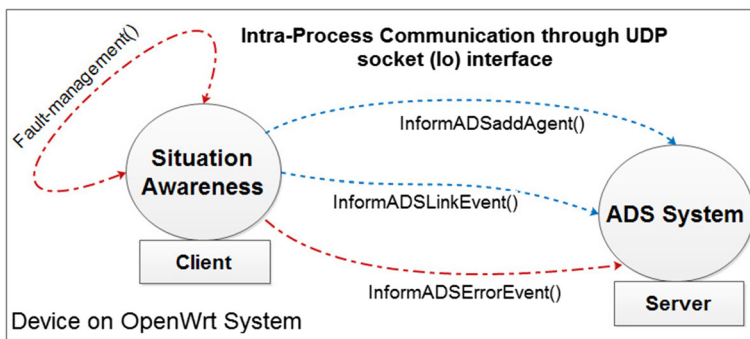 Intra-Process Communication through UDP
socket (lo) interface
Fault-management()
InformADSaddAgent()
Situation
Awareness
InformADSLinkEvent()
ADS System
Client
InformADSErrorEvent()
Server
Device on OpenWrt System